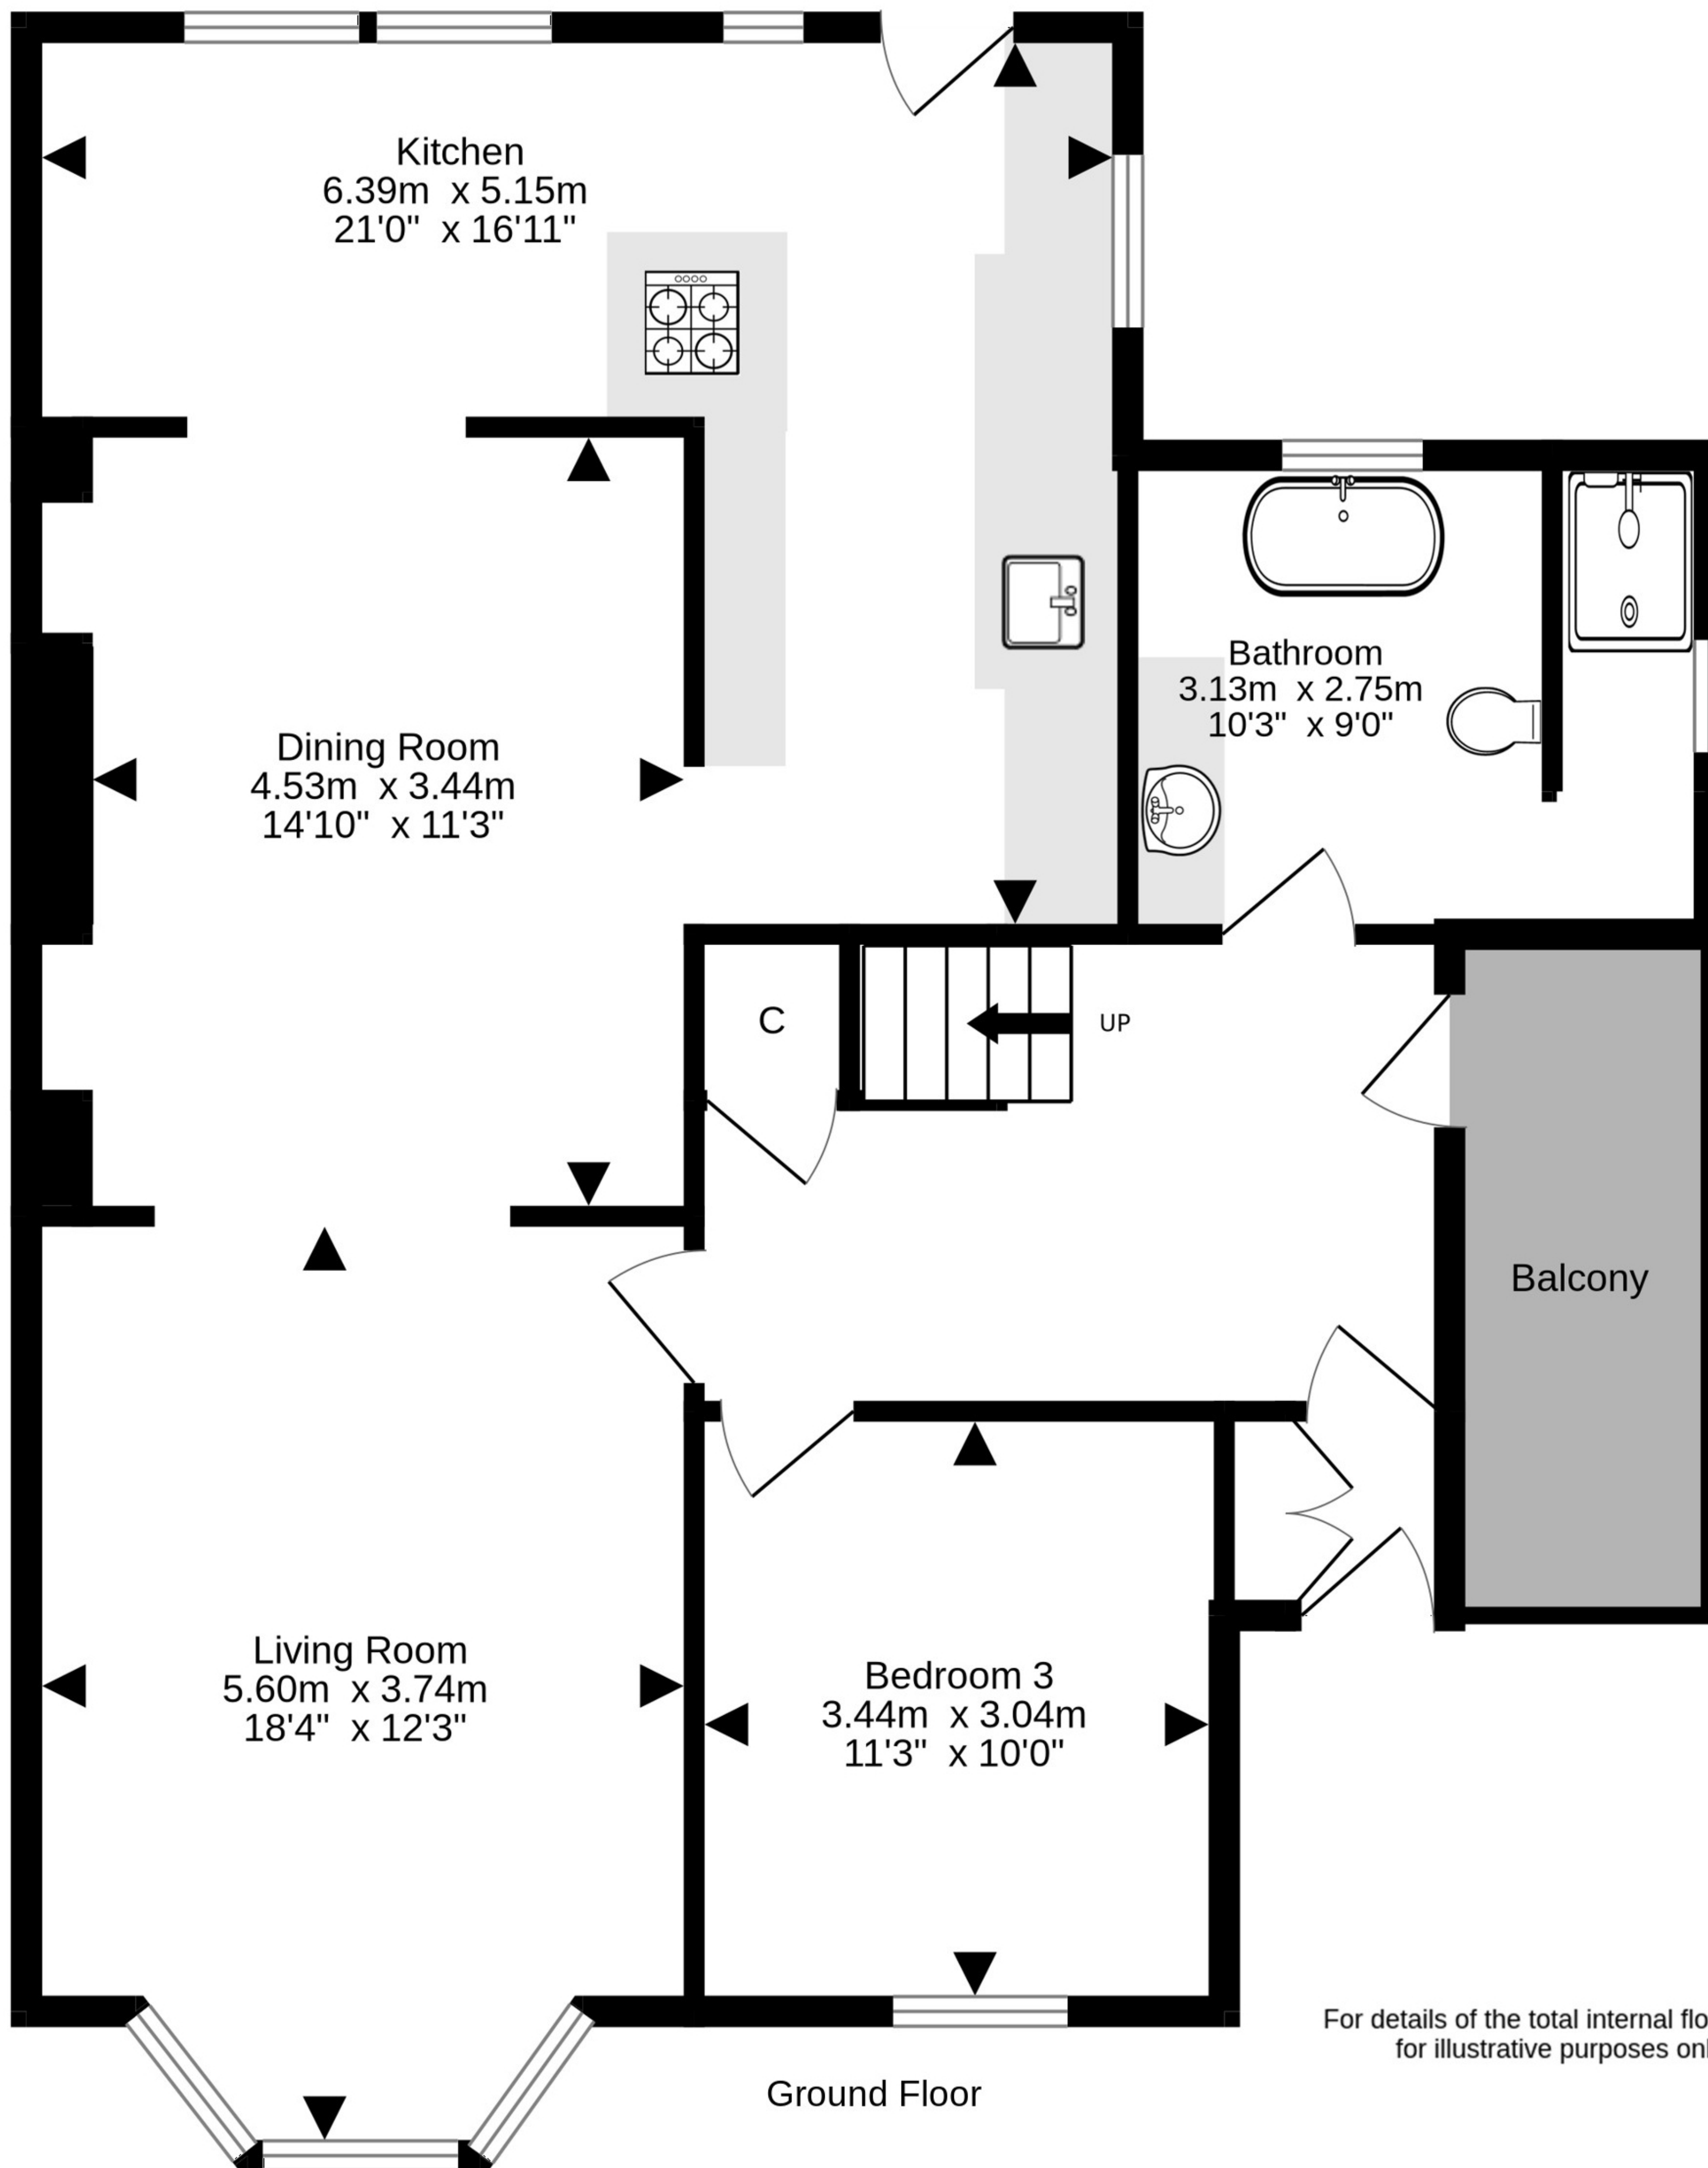 Kitchen
6.39m x 5.15m
21'0" x 16'11"
Bathroom
3.13m x 2.75m
10'3" x 9'0"
Dining Room
4.53m x 3.44m
14'10" x 11'3"
C
UP
Balcony
Living Room
5.60m x 3.74m
18'4" x 12'3"
Bedroom 3
3.44m x 3.04m
11'3" x 10'0"
For details of the total internal
for illustrative purposes
Ground Floor